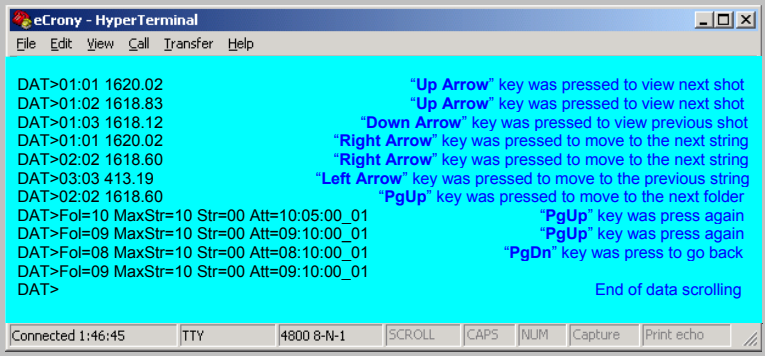 eCrony - HyperTerminal
File Edit View Call Transfer Help
DAT>01:01 1620.02 “Up Arrow” key was pressed to view next shot
DAT>01:02 1618.83 “Up Arrow” key was pressed to view next shot
DAT>01:03 1618.12 “Down Arrow” key was pressed to view previous shot
DAT>01:01 1620.02 “Right Arrow” key was pressed to move to the next string
DAT>02:02 1618.60 “Right Arrow” key was pressed to move to the next string
DAT>03:03 413.19 “Left Arrow” key was pressed to move to the previous string
DAT>02:02 1618.60 “PgUp” key was pressed to move to the next folder
DAT>Fol=10 MaxStr=10 Str=00 Att=10:05:00_01 “PgUp” key was press again
DAT>Fol=09 MaxStr=10 Str=00 Att=09:10:00_01 “PgUp” key was press again
DAT>Fol=08 MaxStr=10 Str=00 Att=08:10:00_01 “PgDn” key was press to go back
DAT>Fol=09 MaxStr=10 Str=00 Att=09:10:00_01
DAT> End of data scrolling
Connected 1:46:45 TTY 4800 8-N-1 SCROLL CAPS NUM Capture Print echo